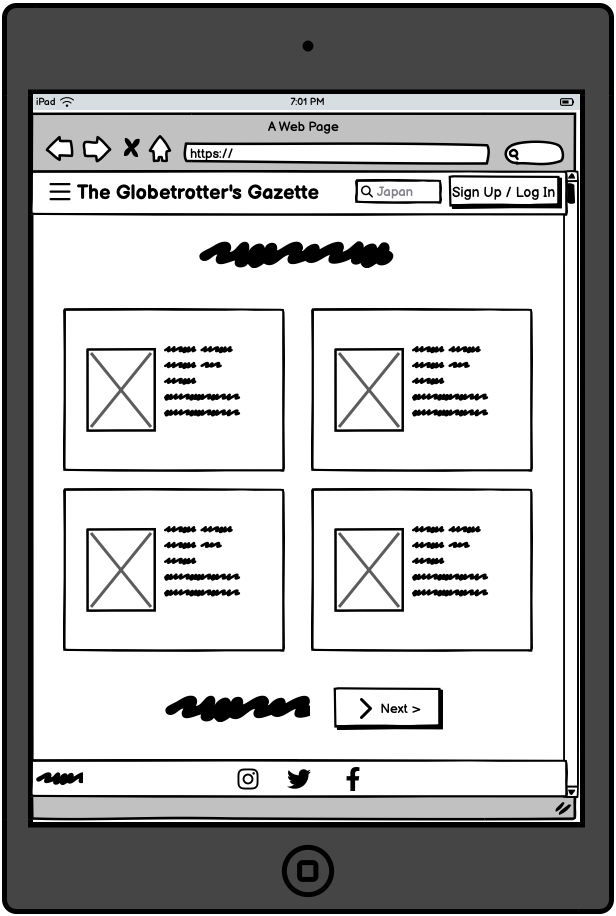 iPad 7:01 PM
A Web Page
https://
The Globetrotter's Gazette Japan Sign Up / Log In
Next >